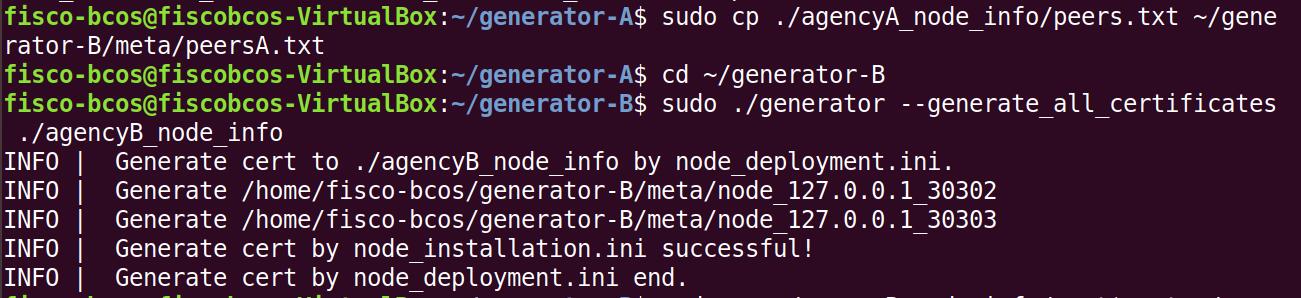 fisco-bcos@fiscobcos-VirtualBox:~/generator-A$ sudo cp ./agencyA_node_info/peers.txt ~/gene
rator-B/meta/peersA.txt
fisco-bcos@fiscobcos-VirtualBox:~/generator-A$ cd ~/generator-B
fisco-bcos@fiscobcos-VirtualBox:~/generator-B$ sudo ./generator --generate_all_certificates
 ./agencyB_node_info
INFO |  Generate cert to ./agencyB_node_info by node_deployment.ini.
INFO |  Generate /home/fisco-bcos/generator-B/meta/node_127.0.0.1_30302
INFO |  Generate /home/fisco-bcos/generator-B/meta/node_127.0.0.1_30303
INFO |  Generate cert by node_installation.ini successful!
INFO |  Generate cert by node_deployment.ini end.